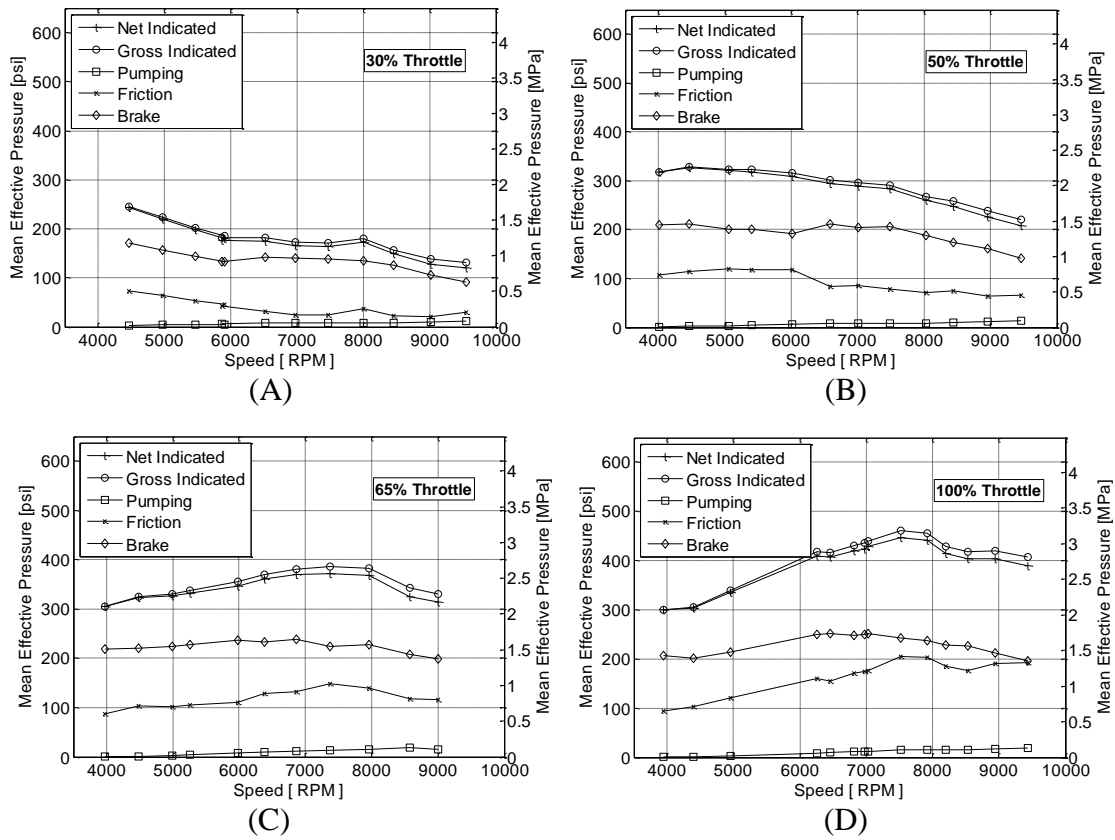 Net Indicated
Gross Indicated
Pumping
Friction
Brake
30% Throttle
Mean Effective Pressure [psi]
600
500
400
300
200
100
0
Mean Effective Pressure [MPa]
4
3.5
3
2.5
2
1.5
1
0.5
0
4000 5000 6000 7000 8000 9000 10000
Speed [ RPM ]
(A)
Net Indicated
Gross Indicated
Pumping
Friction
Brake
50% Throttle
Mean Effective Pressure [psi]
600
500
400
300
200
100
0
Mean Effective Pressure [MPa]
4
3.5
3
2.5
2
1.5
1
0.5
0
4000 5000 6000 7000 8000 9000 10000
Speed [ RPM ]
(B)
Net Indicated
Gross Indicated
Pumping
Friction
Brake
65% Throttle
Mean Effective Pressure [psi]
600
500
400
300
200
100
0
Mean Effective Pressure [MPa]
4
3.5
3
2.5
2
1.5
1
0.5
0
4000 5000 6000 7000 8000 9000 10000
Speed [ RPM ]
(C)
Net Indicated
Gross Indicated
Pumping
Friction
Brake
100% Throttle
Mean Effective Pressure [psi]
600
500
400
300
200
100
0
Mean Effective Pressure [MPa]
4
3.5
3
2.5
2
1.5
1
0.5
0
4000 5000 6000 7000 8000 9000 10000
Speed [ RPM ]
(D)